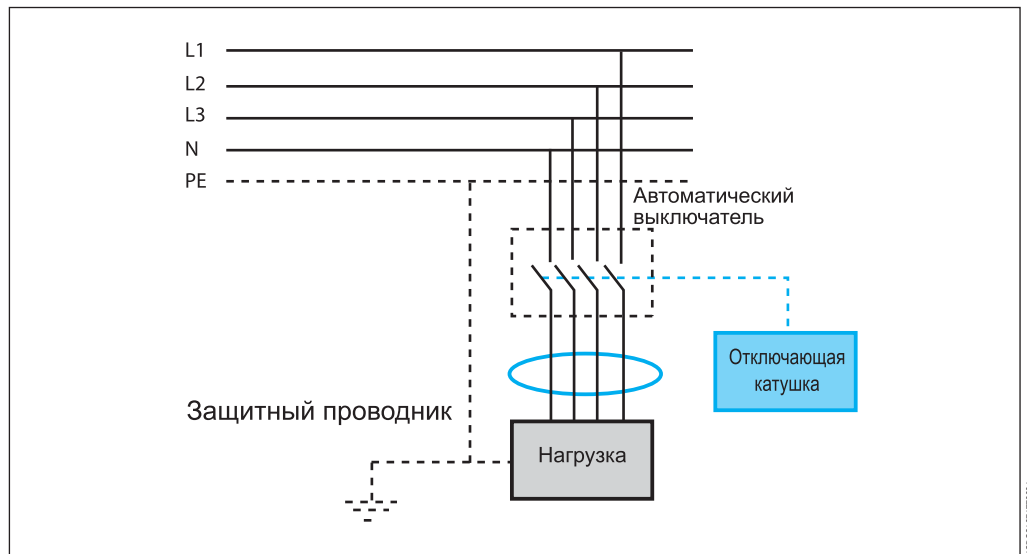 L1
L2
L3
N
PE
Автоматический
выключатель
Отключающая
катушка
Защитный проводник
Нагрузка